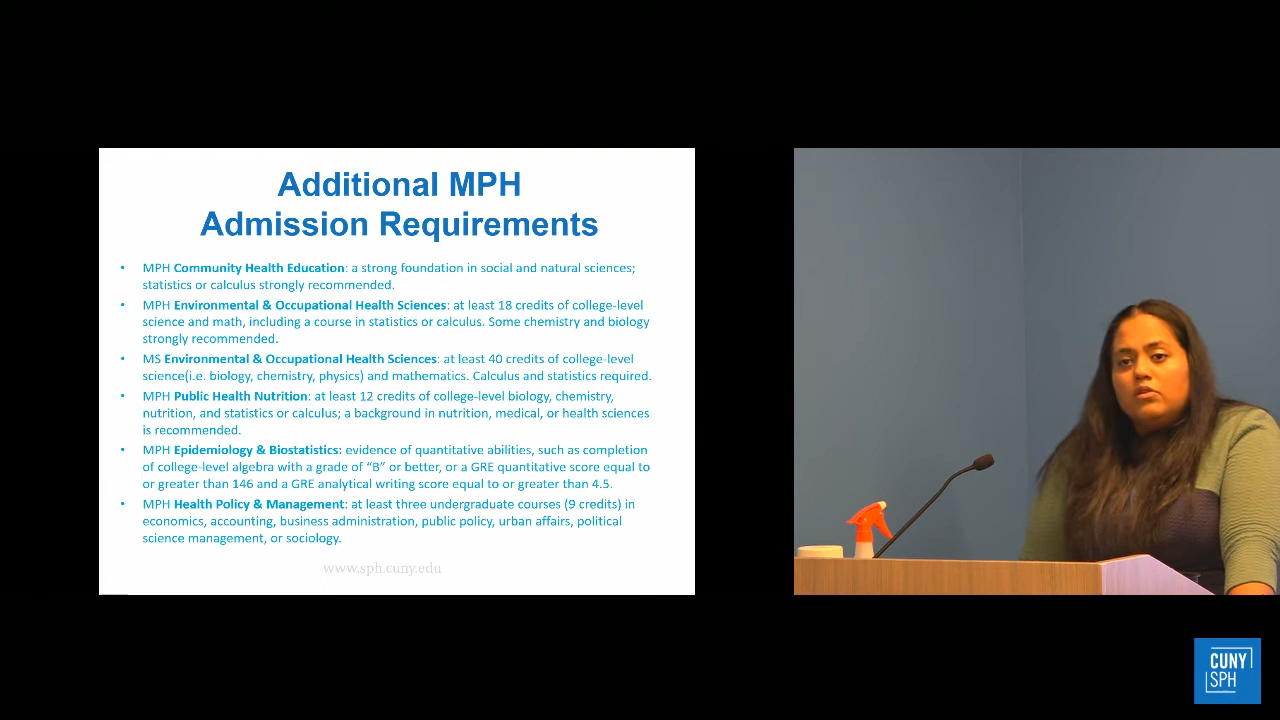 Additional MPH
Admission Requirements
• MPH Community Health Education: a strong foundation in social and natural sciences;
statistics or calculus strongly recommended.
• MPH Environmental & Occupational Health Sciences: at least 18 credits of college-level
science and math, including a course in statistics or calculus. Some chemistry and biology
strongly recommended.
• MS Environmental & Occupational Health Sciences: at least 40 credits of college-level
science(i.e. biology, chemistry, physics) and mathematics. Calculus and statistics required.
• MPH Public Health Nutrition: at least 12 credits of college-level biology, chemistry,
nutrition, and statistics or calculus; a background in nutrition, medical, or health sciences
is recommended.
• MPH Epidemiology & Biostatistics: evidence of quantitative abilities, such as completion
of college-level algebra with a grade of “B” or better, or a GRE quantitative score equal to
or greater than 146 and a GRE analytical writing score equal to or greater than 4.5.
• MPH Health Policy & Management: at least three undergraduate courses (9 credits) in
economics, accounting, business administration, public policy, urban affairs, political
science management, or sociology.
www.sph.cuny.edu
CUNY
SPH